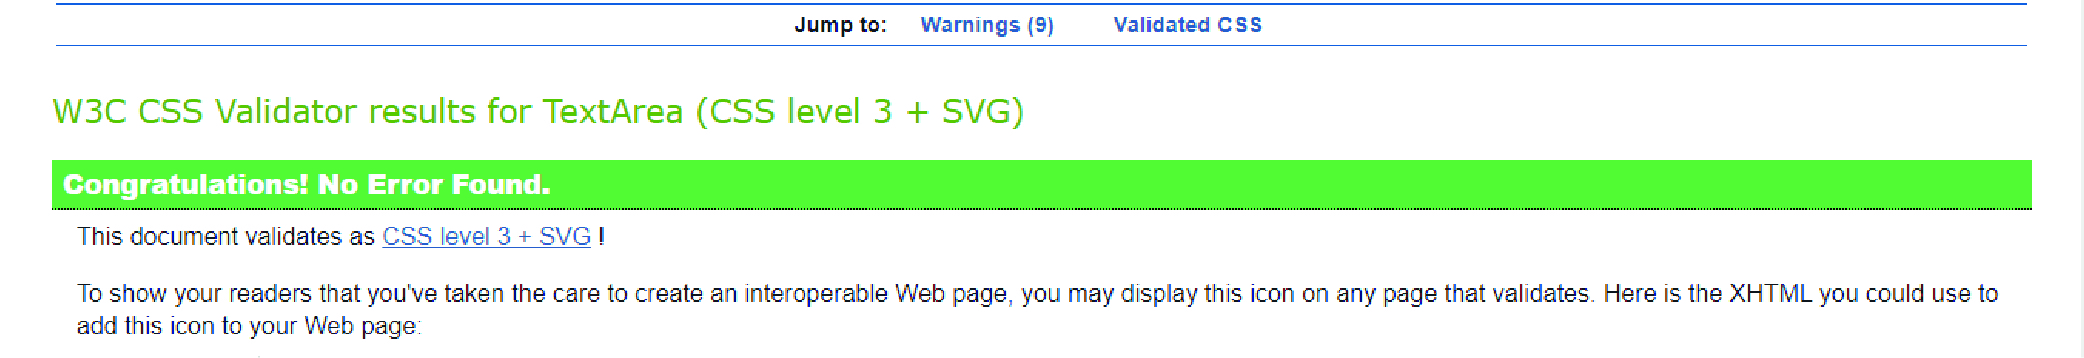 Jump to: Warnings (9) Validated CSS
W3C CSS Validator results for TextArea (CSS level 3 + SVG)
Congratulations! No Error Found.
This document validates as CSS level 3 + SVG !
To show your readers that you've taken the care to create an interoperable Web page, you may display this icon on any page that validates. Here is the XHTML you could use to
add this icon to your Web page: